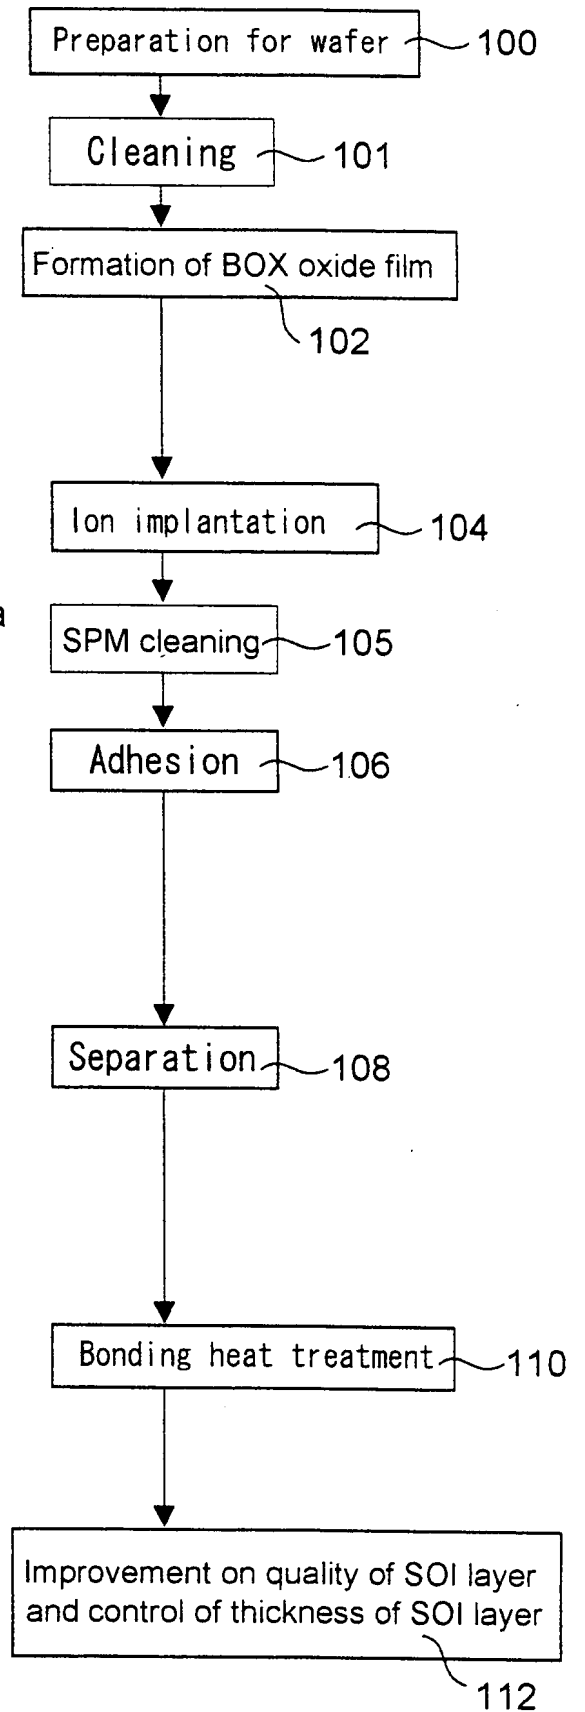 Preparation for wafer 100
Cleaning 101
Formation of BOX oxide film
102
Ion implantation 104
a
SPM cleaning 105
Adhesion 106
Separation 108
Bonding heat treatment 110
Improvement on quality of SOI layer
and control of thickness of SOI layer
112